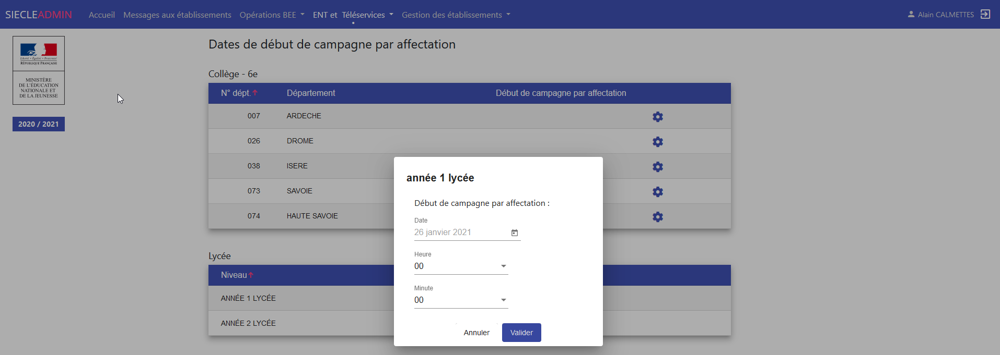 SIECLEADMIN Accueil Messages aux établissements Opérations BEE ENT et Téléservices Gestion des établissements Alain CALMETTES
Liberté • Égalité • Fraternité
RÉPUBLIQUE FRANÇAISE
MINISTÈRE
DE L'ÉDUCATION
NATIONALE ET
DE LA JEUNESSE
2020 / 2021
Dates de début de campagne par affectation
Collège - 6e
N° dépt. Département Début de campagne par affectation
007 ARDECHE
026 DROME
038 ISERE
073 SAVOIE
074 HAUTE SAVOIE
Lycée
Niveau
ANNÉE 1 LYCÉE
ANNÉE 2 LYCÉE
année 1 lycée
Début de campagne par affectation :
Date
26 janvier 2021
Heure
00
Minute
00
Annuler Valider